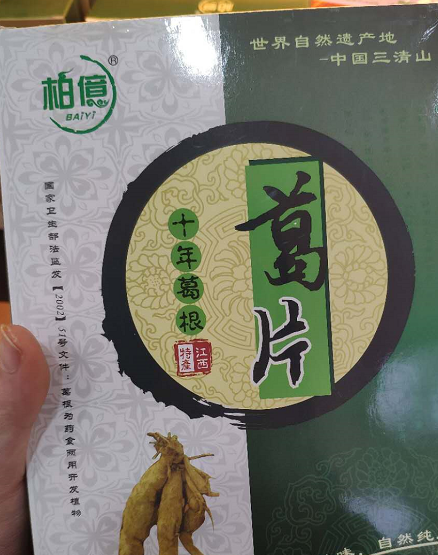 柏億®
BAIYI
世界自然遗产地
-中国三清山
葛片
十年葛根
江西特產
国家卫生部法监发【2002】51号文件:葛根为药食两用开发植物
自然纯